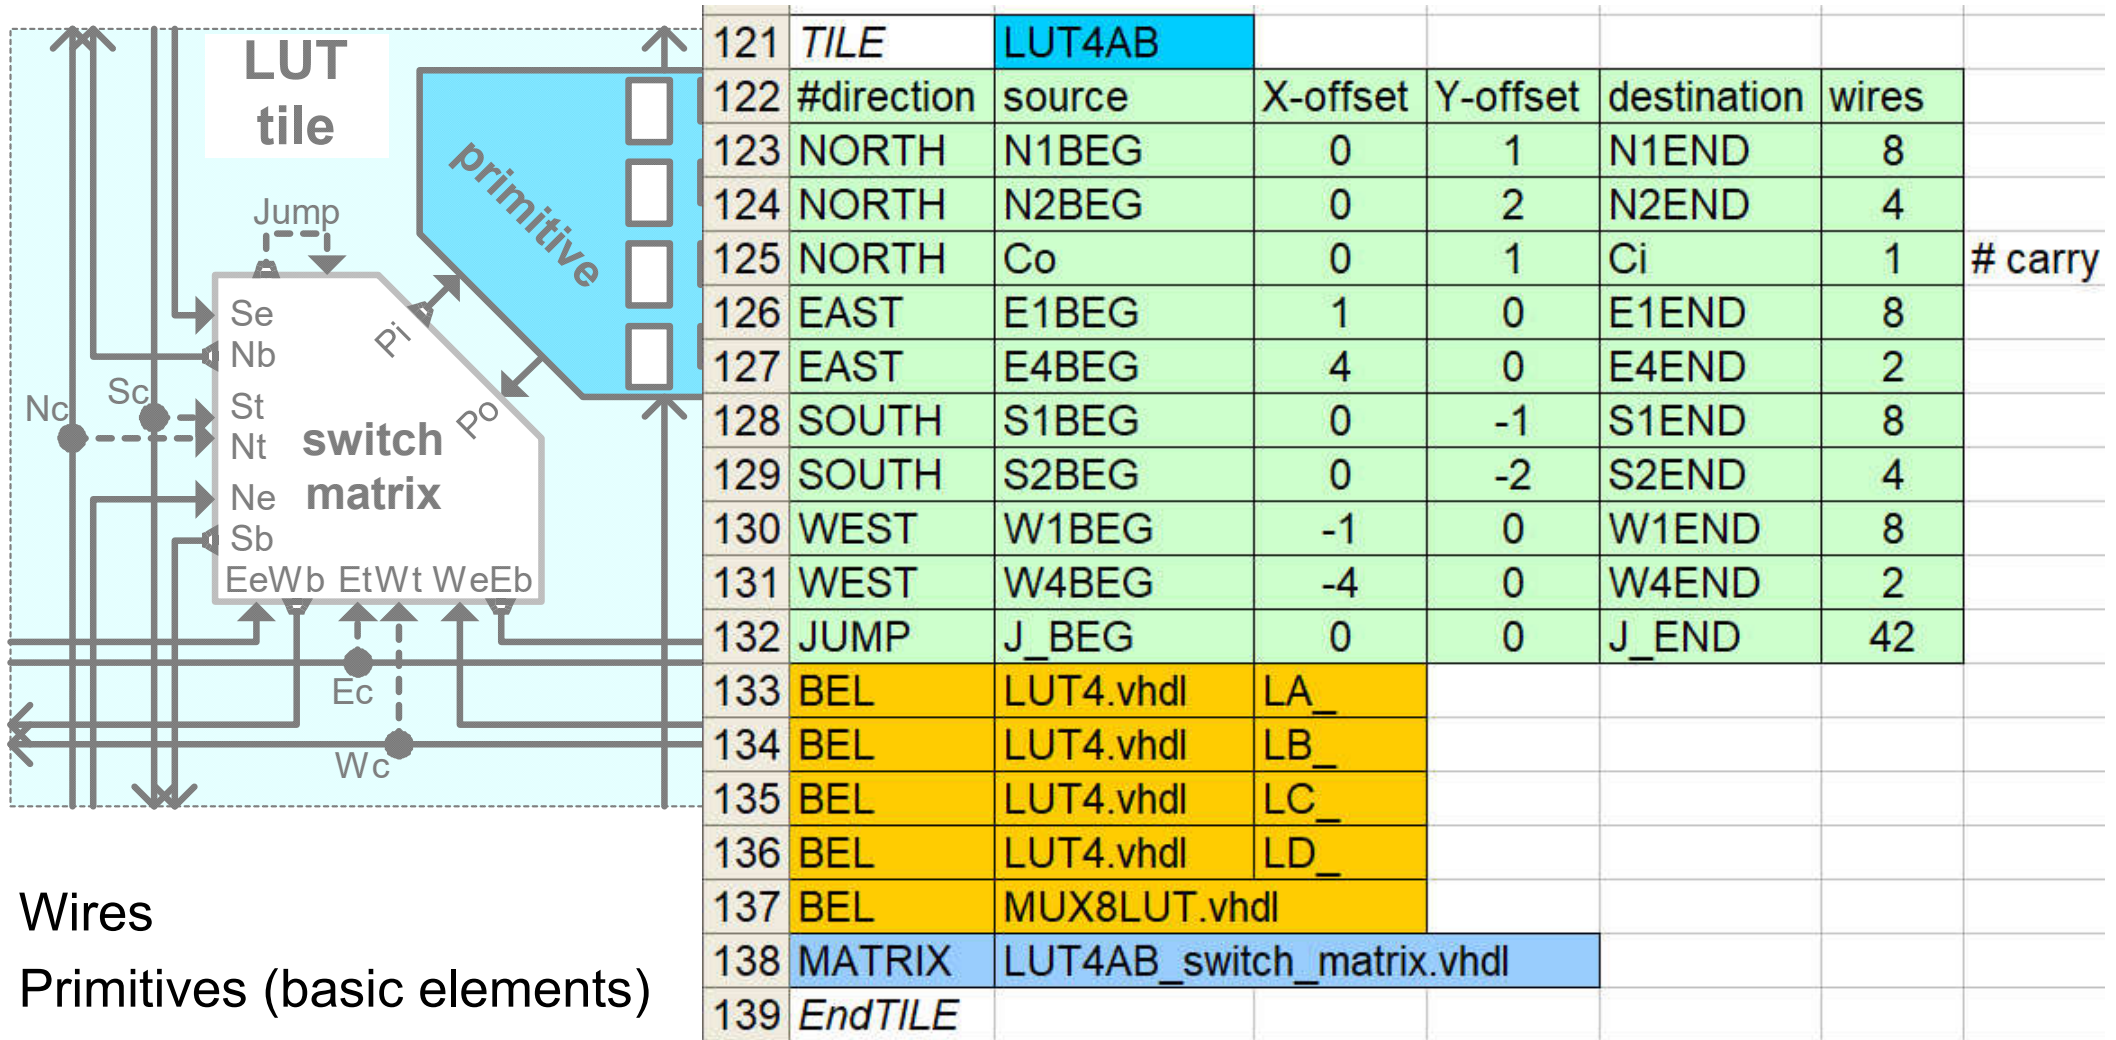 LUT
tile
primitive
Jump
Se
Nb
Pi
Nc
Sc
St
Nt
Po
switch
matrix
Ne
Sb
Ee Wb Et Wt We Eb
Ec
Wc
Wires
Primitives (basic elements)
121 TILE LUT4AB
122 #direction source X-offset Y-offset destination wires
123 NORTH N1BEG 0 1 N1END 8
124 NORTH N2BEG 0 2 N2END 4
125 NORTH Co 0 1 Ci 1 # carry
126 EAST E1BEG 1 0 E1END 8
127 EAST E4BEG 4 0 E4END 2
128 SOUTH S1BEG 0 -1 S1END 8
129 SOUTH S2BEG 0 -2 S2END 4
130 WEST W1BEG -1 0 W1END 8
131 WEST W4BEG -4 0 W4END 2
132 JUMP J_BEG 0 0 J_END 42
133 BEL LUT4.vhdl LA_
134 BEL LUT4.vhdl LB_
135 BEL LUT4.vhdl LC_
136 BEL LUT4.vhdl LD_
137 BEL MUX8LUT.vhdl
138 MATRIX LUT4AB_switch_matrix.vhdl
139 EndTILE